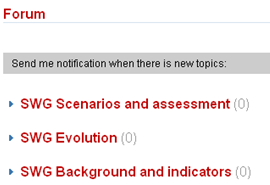 Forum
Send me notification when there is new topics:
SWG Scenarios and assessment (0)
SWG Evolution (0)
SWG Background and indicators (0)